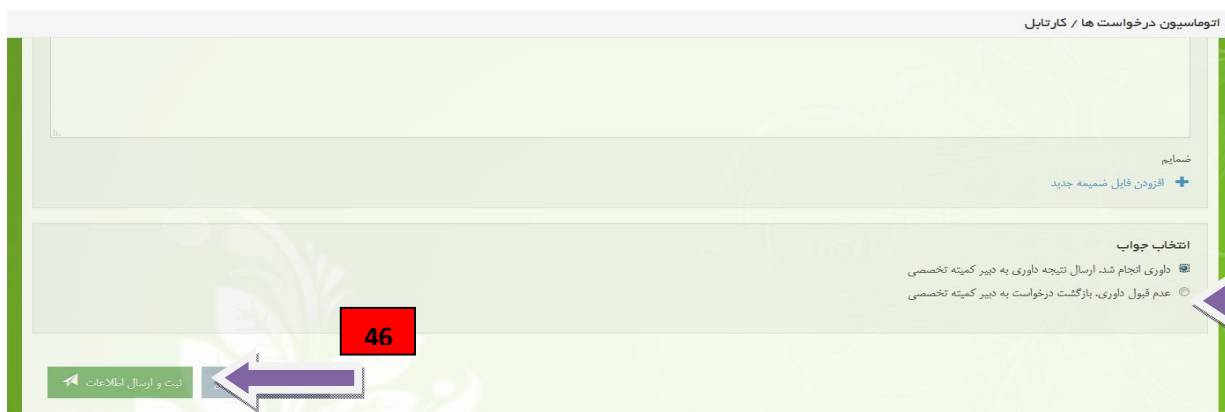 اتوماسیون درخواست ها / کارتابل
ضمایم
افزودن فایل ضمیمه جدید
انتخاب جواب
داوری انجام شد. ارسال نتیجه داوری به دبیر کمیته تخصصی
عدم قبول داوری، بازگشت درخواست به دبیر کمیته تخصصی
46
ثبت و ارسال اطلاعات